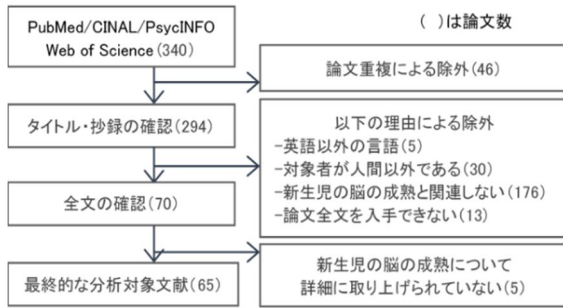 PubMed/CINAL/PsycINFO
Web of Science(340)
( )は論文数
論文重複による除外(46)
タイトル・抄録の確認(294)
以下の理由による除外
-英語以外の言語(5)
-対象者が人間以外である(30)
-新生児の脳の成熟と関連しない(176)
-論文全文を入手できない(13)
全文の確認(70)
新生児の脳の成熟について
詳細に取り上げられていない(5)
最終的な分析対象文献(65)